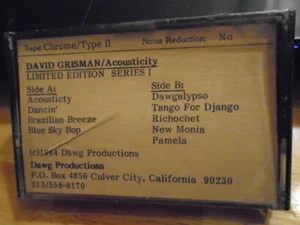 Tape Chrome/Type II Noise Reduction: No
DAVID GRISMAN/Acousticity
LIMITED EDITION SERIES I
Side A: Side B:
Acousticty Dawgalypso
Dancin' Tango For Django
Brazilian Breeze Richochet
Blue Sky Bop New Monia
Pamela
(c)1984 Dawg Productions
Dawg Productions
P.O. Box 4850 Culver City, California 90230
213/558-8170